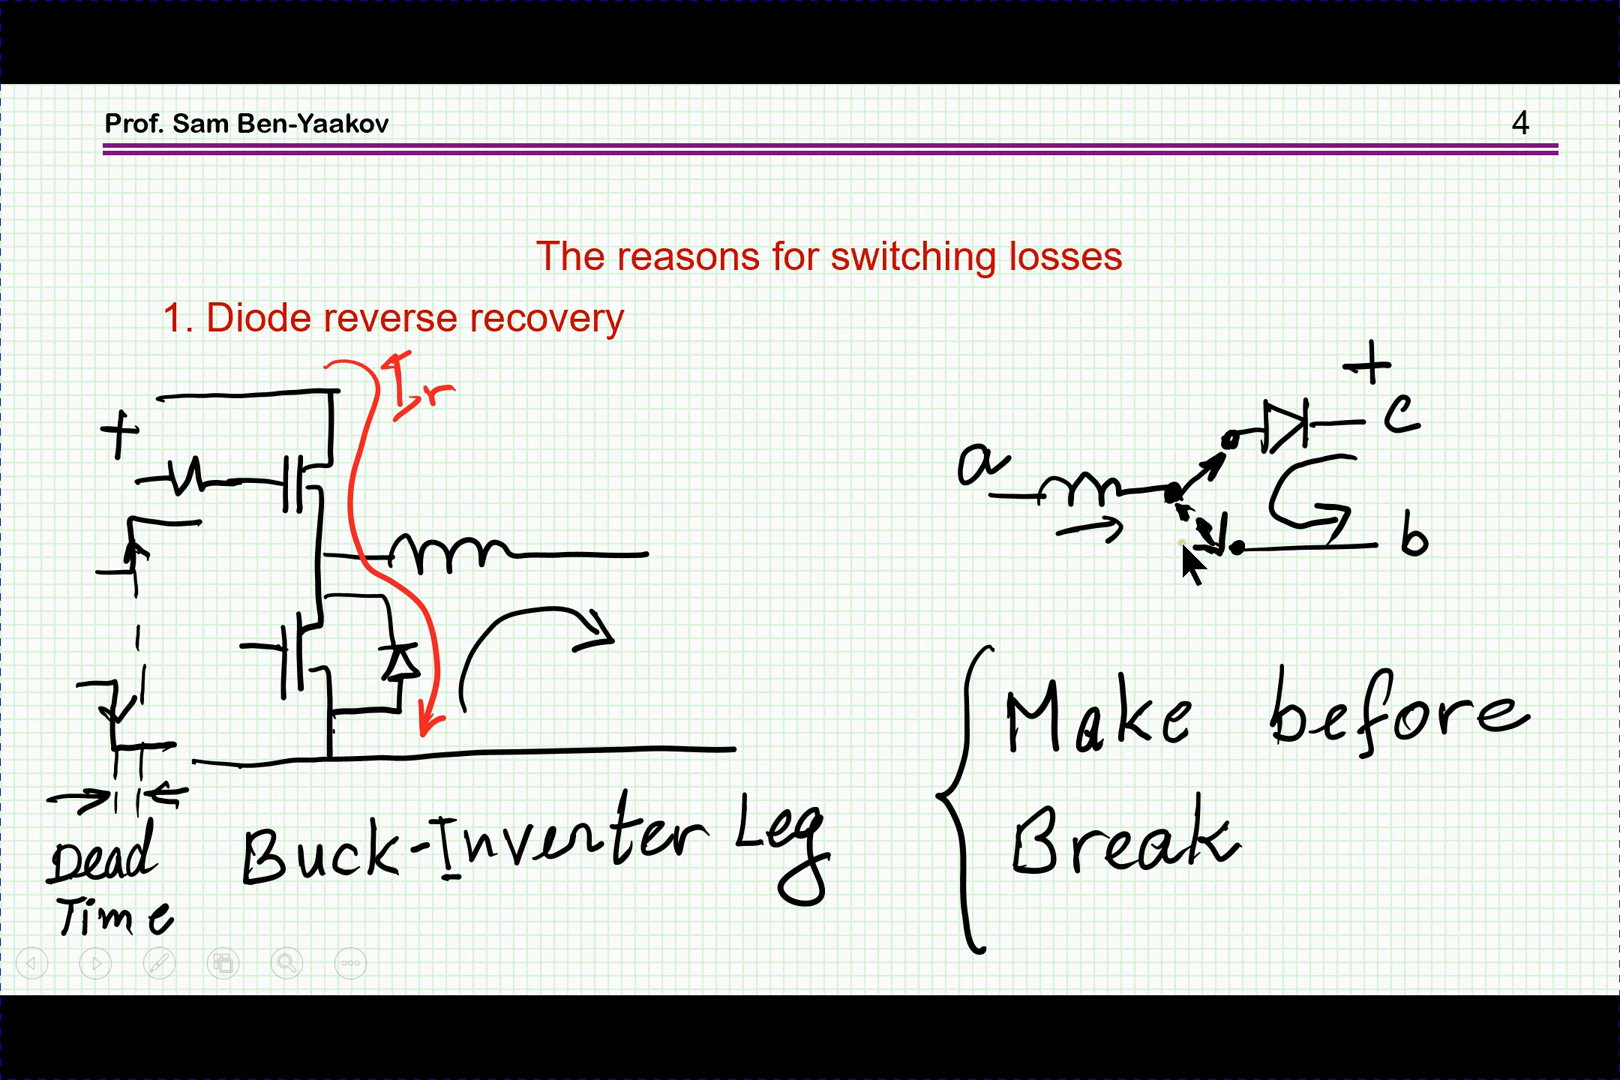 Prof. Sam Ben-Yaakov
4
The reasons for switching losses
1. Diode reverse recovery
Ir
+
+
c
a
b
Make before
Break
Buck-Inverter Leg
Dead
Time